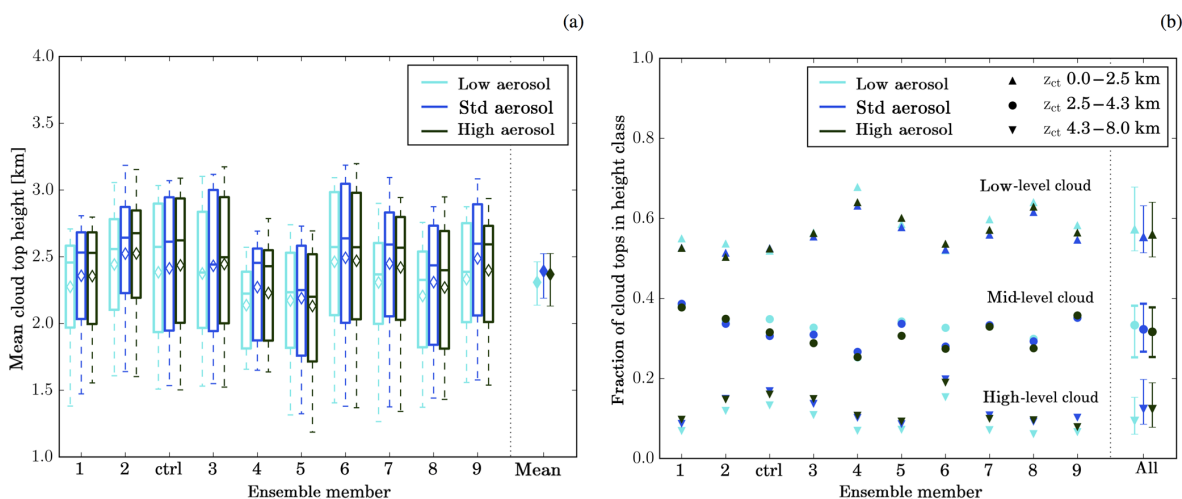 (a)
Mean cloud top height [km]
4.0
3.5
3.0
2.5
2.0
1.5
1.0
Low aerosol
Std aerosol
High aerosol
1 2 ctrl 3 4 5 6 7 8 9 Mean
Ensemble member
(b)
Fraction of cloud tops in height class
1.0
0.8
0.6
0.4
0.2
0.0
Low aerosol
Std aerosol
High aerosol
zct 0.0−2.5 km
zct 2.5−4.3 km
zct 4.3−8.0 km
Low-level cloud
Mid-level cloud
High-level cloud
1 2 ctrl 3 4 5 6 7 8 9 All
Ensemble member